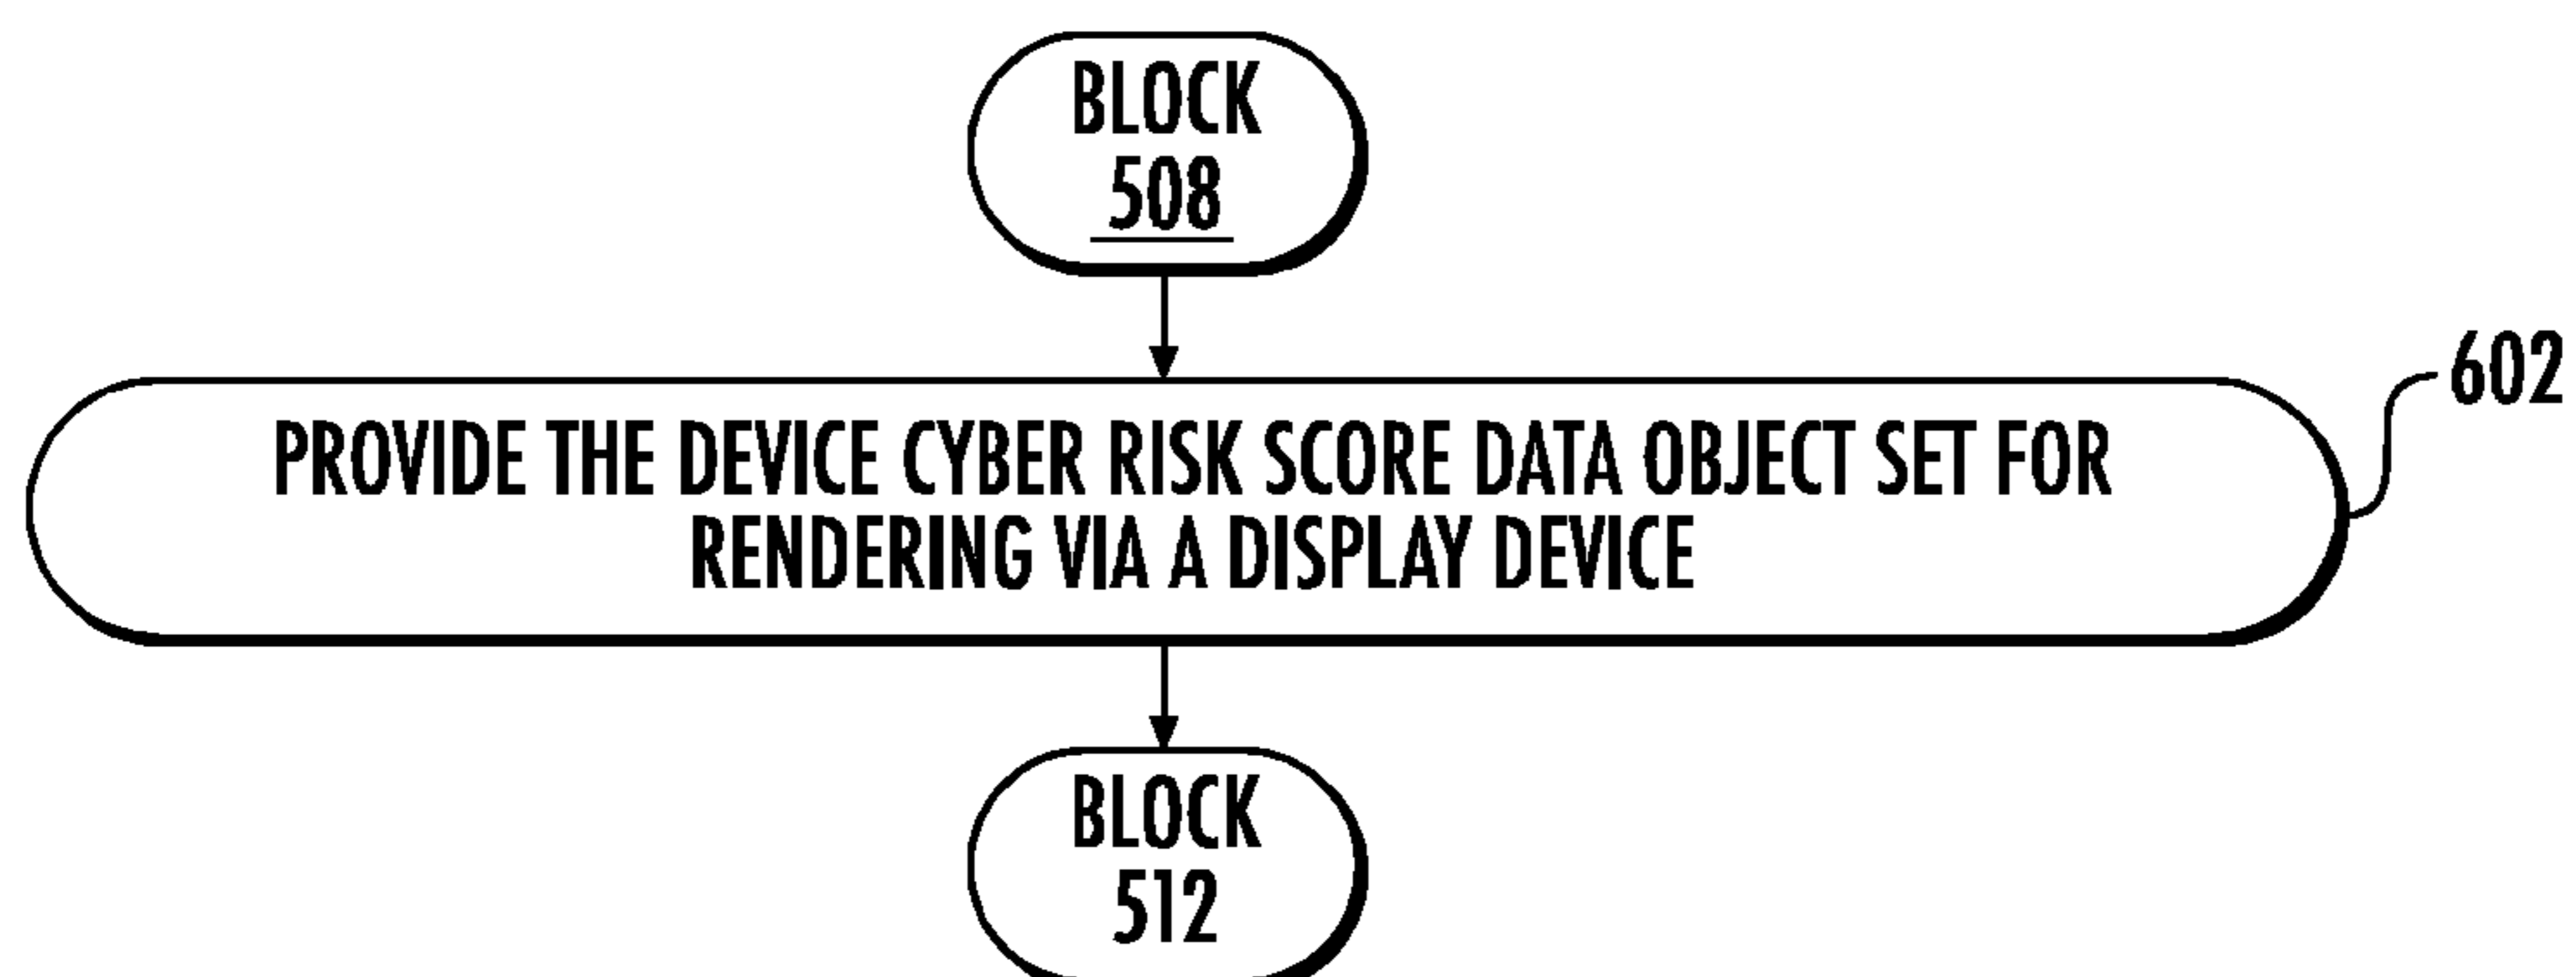 BLOCK
508
602
PROVIDE THE DEVICE CYBER RISK SCORE DATA OBJECT SET FOR
RENDERING VIA A DISPLAY DEVICE
BLOCK
512